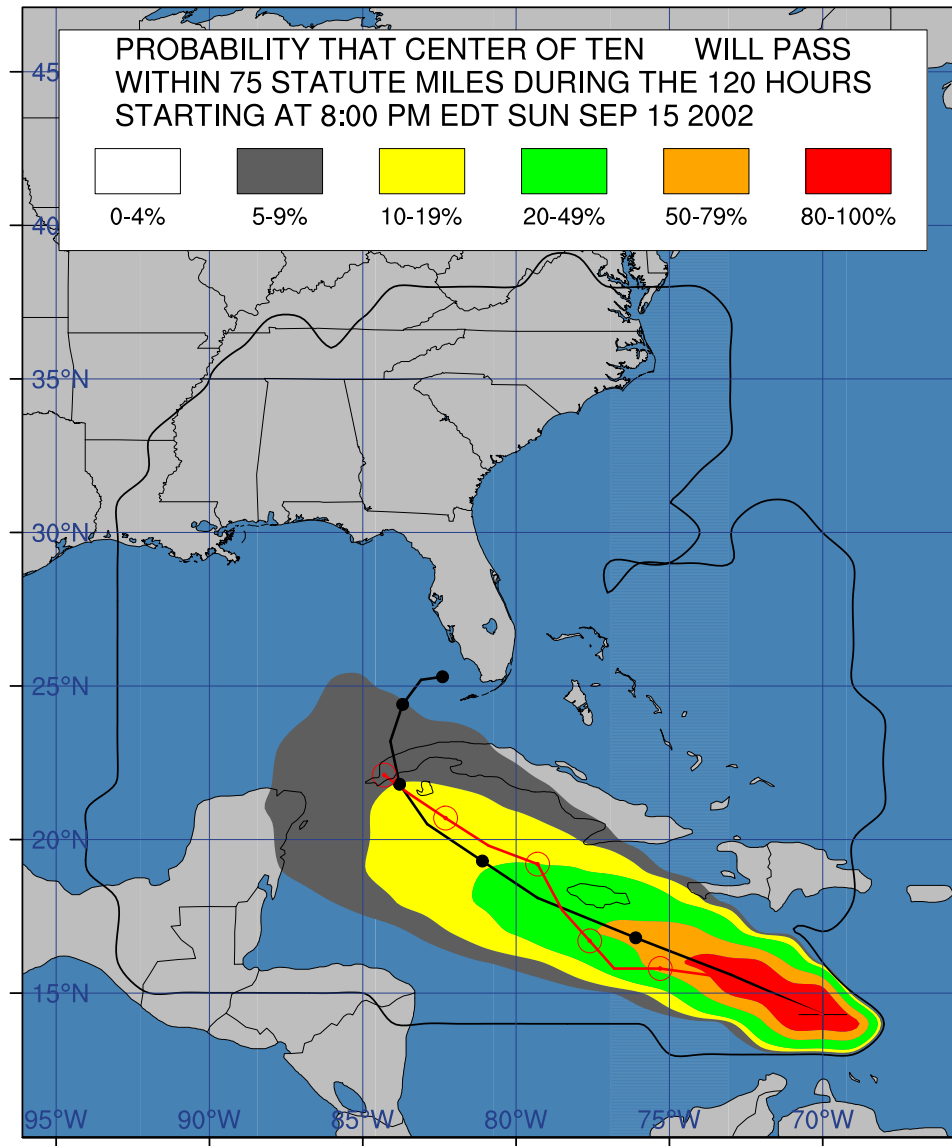 PROBABILITY THAT CENTER OF TEN WILL PASS
WITHIN 75 STATUTE MILES DURING THE 120 HOURS
STARTING AT 8:00 PM EDT SUN SEP 15 2002
0-4% 5-9% 10-19% 20-49% 50-79% 80-100%
45
40
35°N
30°N
25°N
20°N
15°N
95°W 90°W 85°W 80°W 75°W 70°W